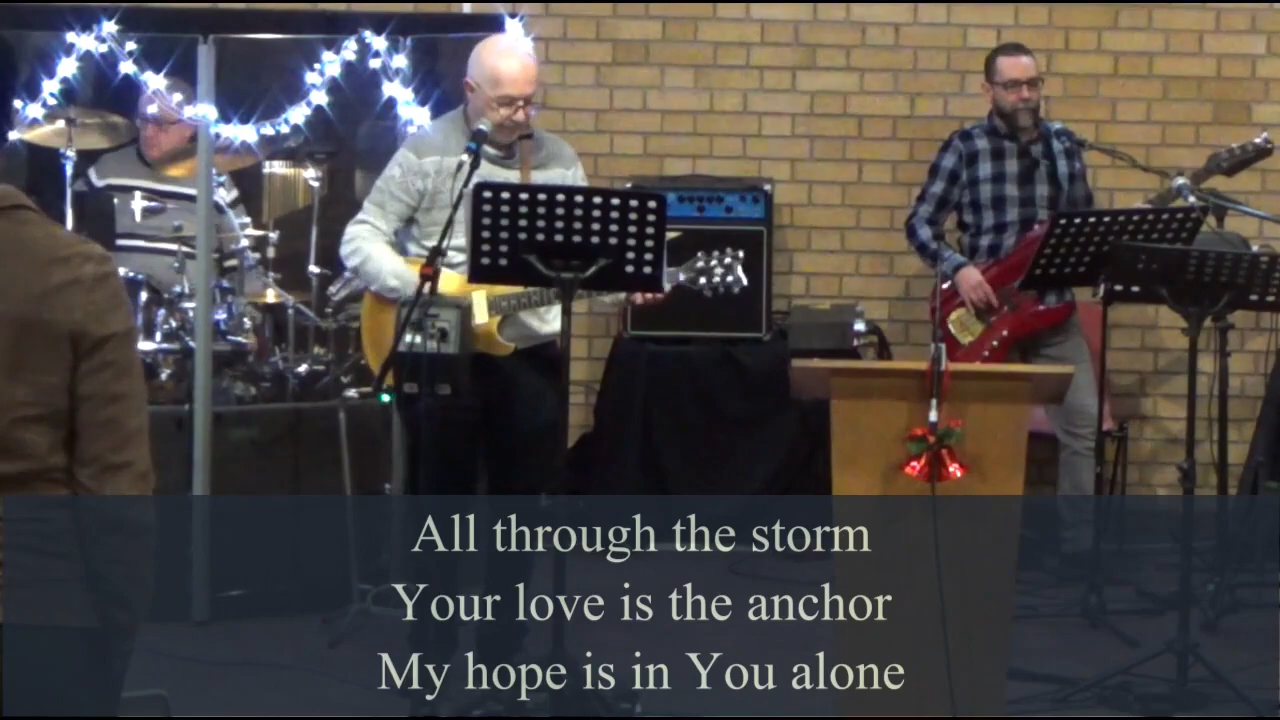 All through the storm
Your love is the anchor
My hope is in You alone